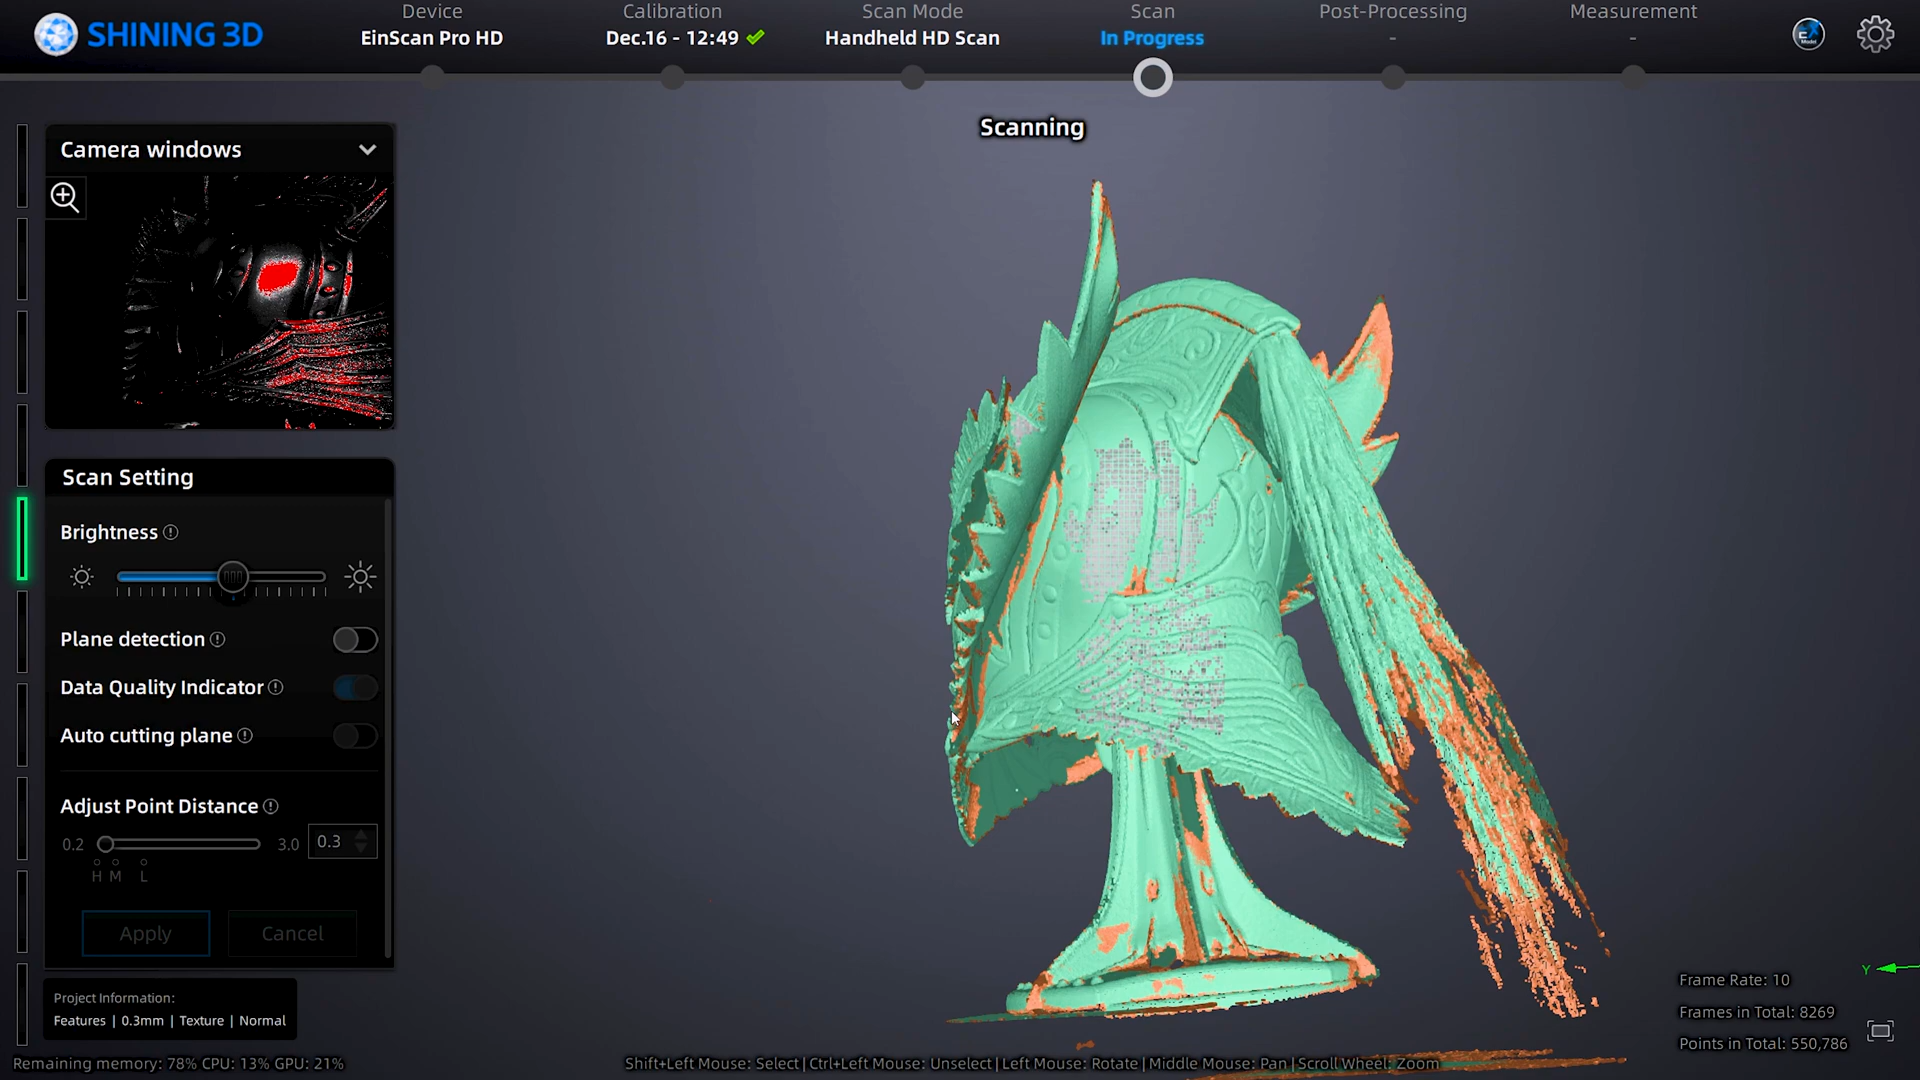 SHINING 3D
Device
EinScan Pro HD
Calibration
Dec.16 - 12:49
Scan Mode
Handheld HD Scan
Scan
In Progress
Post-Processing
-
Measurement
-
Scanning
Camera windows
Scan Setting
Brightness
Plane detection
Data Quality Indicator
Auto cutting plane
Adjust Point Distance
0.2 3.0 0.3
H M L
Apply Cancel
Project Information:
Features | 0.3mm | Texture | Normal
Remaining memory: 78% CPU: 13% GPU: 21%
Shift+Left Mouse: Select | Ctrl+Left Mouse: Unselect | Left Mouse: Rotate | Middle Mouse: Pan | Scroll Wheel: Zoom
Y
Frame Rate: 10
Frames in Total: 8269
Points in Total: 550,786